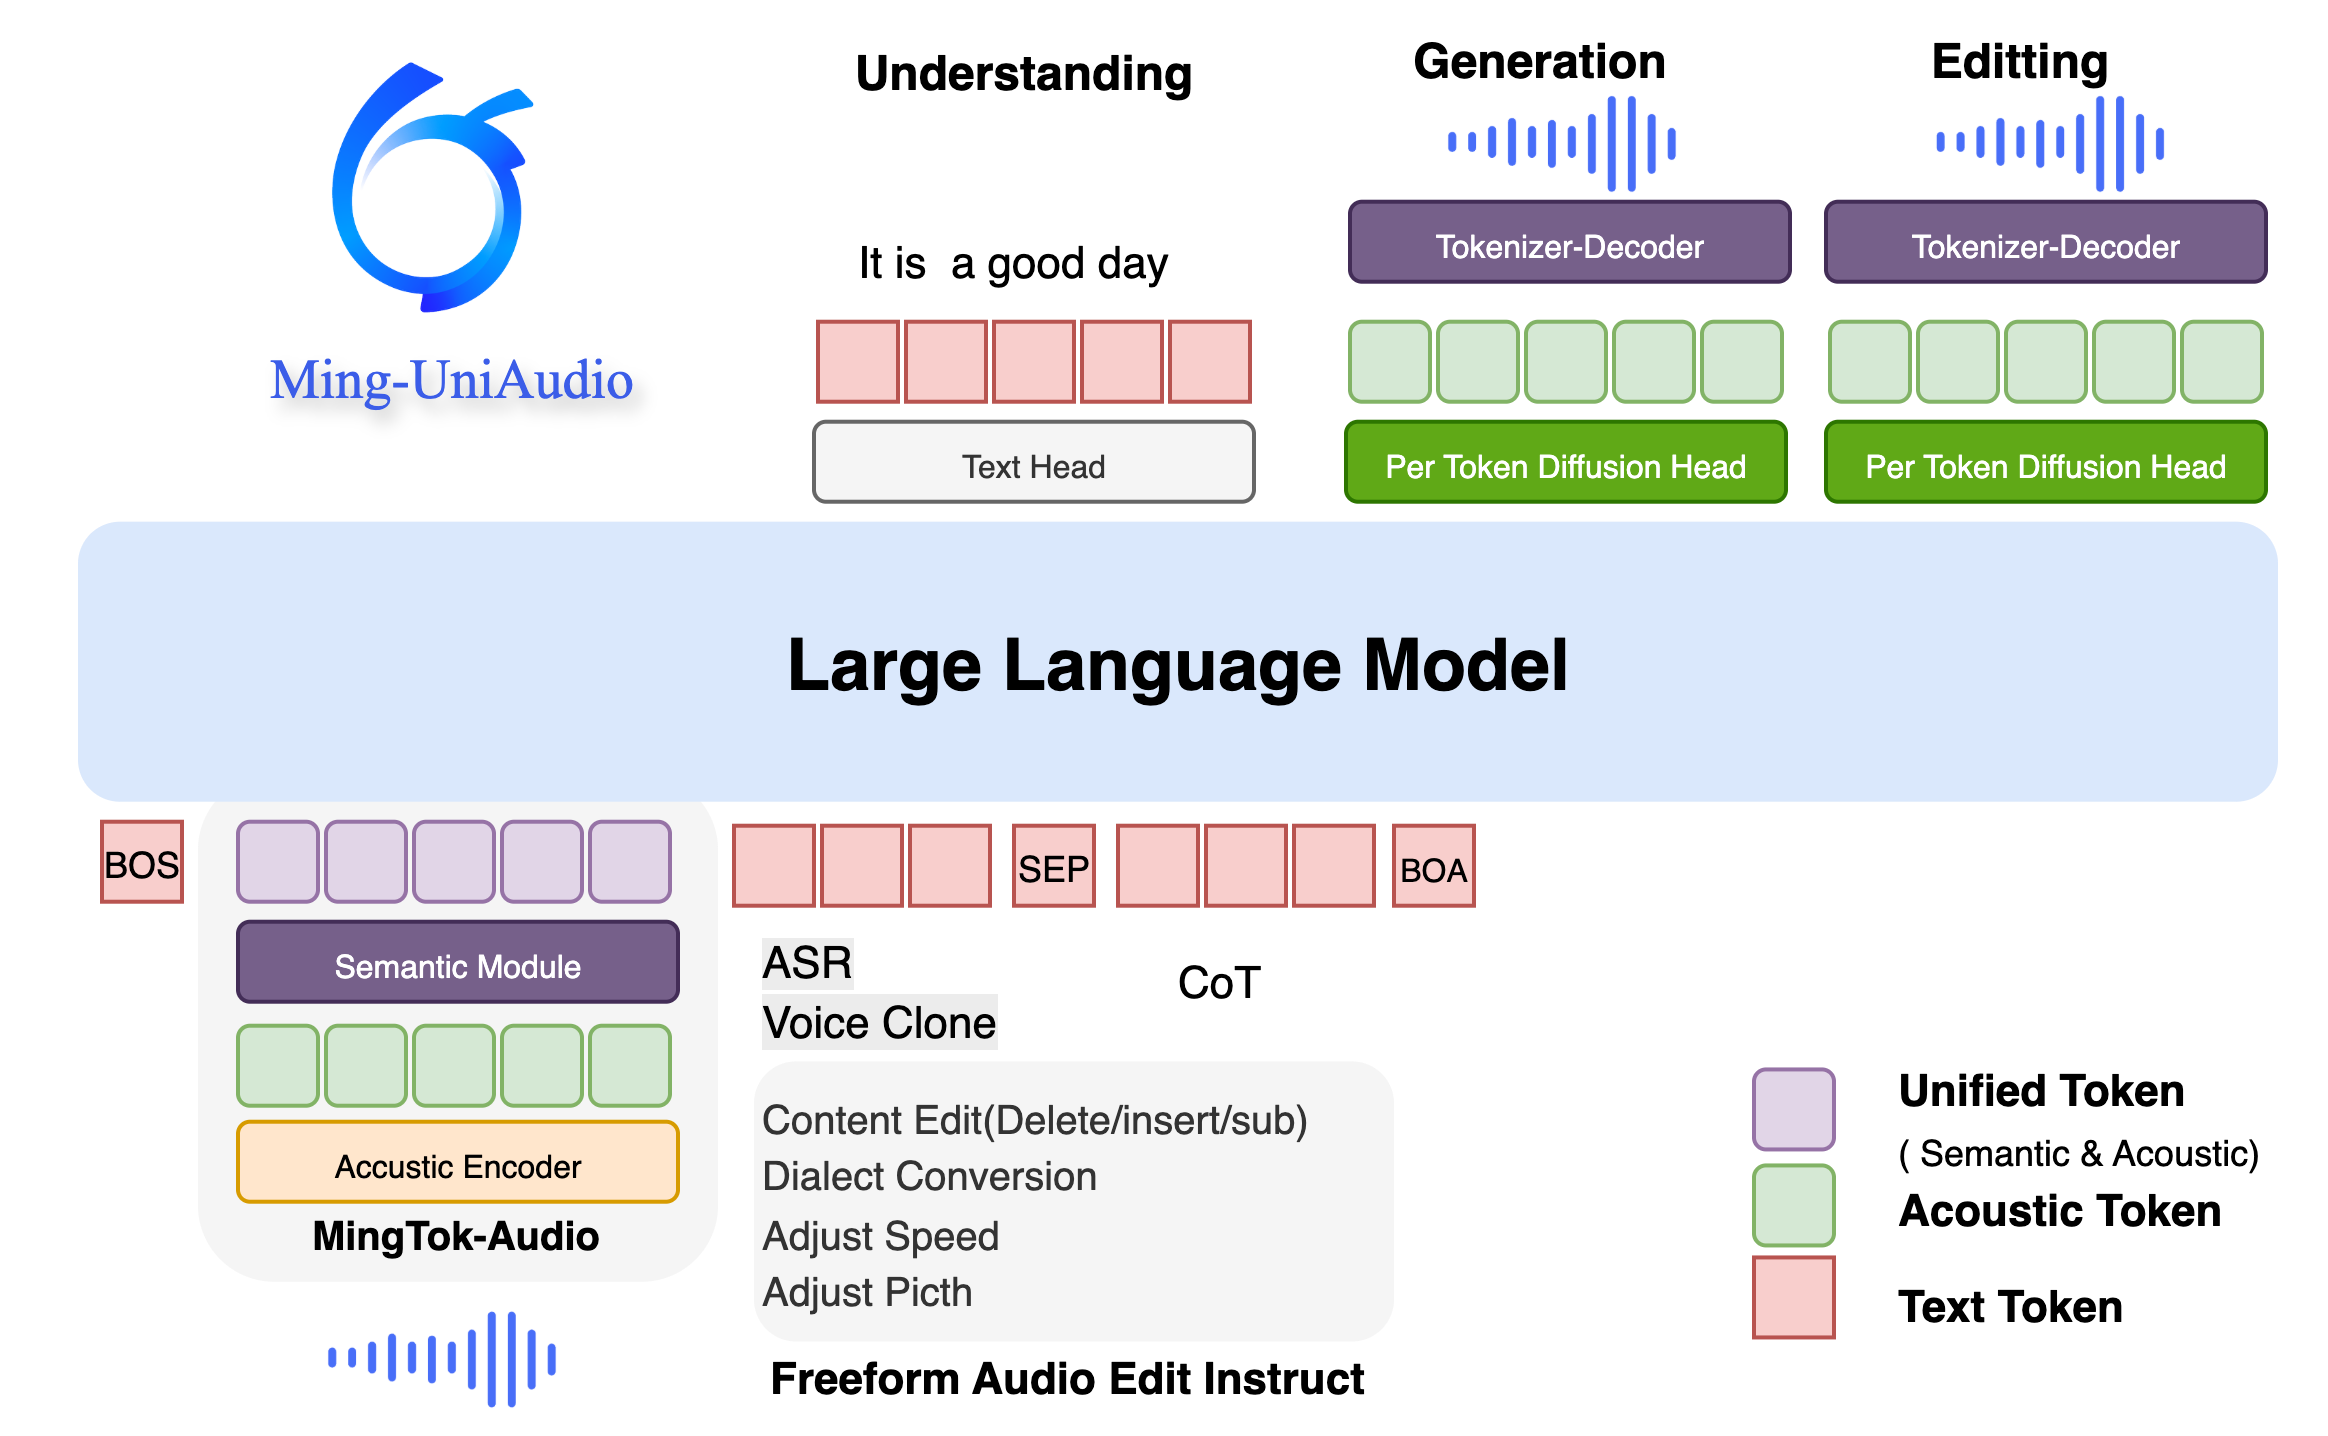 Understanding
Generation
Editting
Ming-UniAudio
It is  a good day
Tokenizer-Decoder
Tokenizer-Decoder
Text Head
Per Token Diffusion Head
Per Token Diffusion Head
Large Language Model
BOS
SEP
BOA
Semantic Module
Accustic Encoder
MingTok-Audio
ASR
Voice Clone
CoT
Content Edit(Delete/insert/sub)
Dialect Conversion
Adjust Speed
Adjust Picth
Freeform Audio Edit Instruct
Unified Token
( Semantic & Acoustic)
Acoustic Token
Text Token